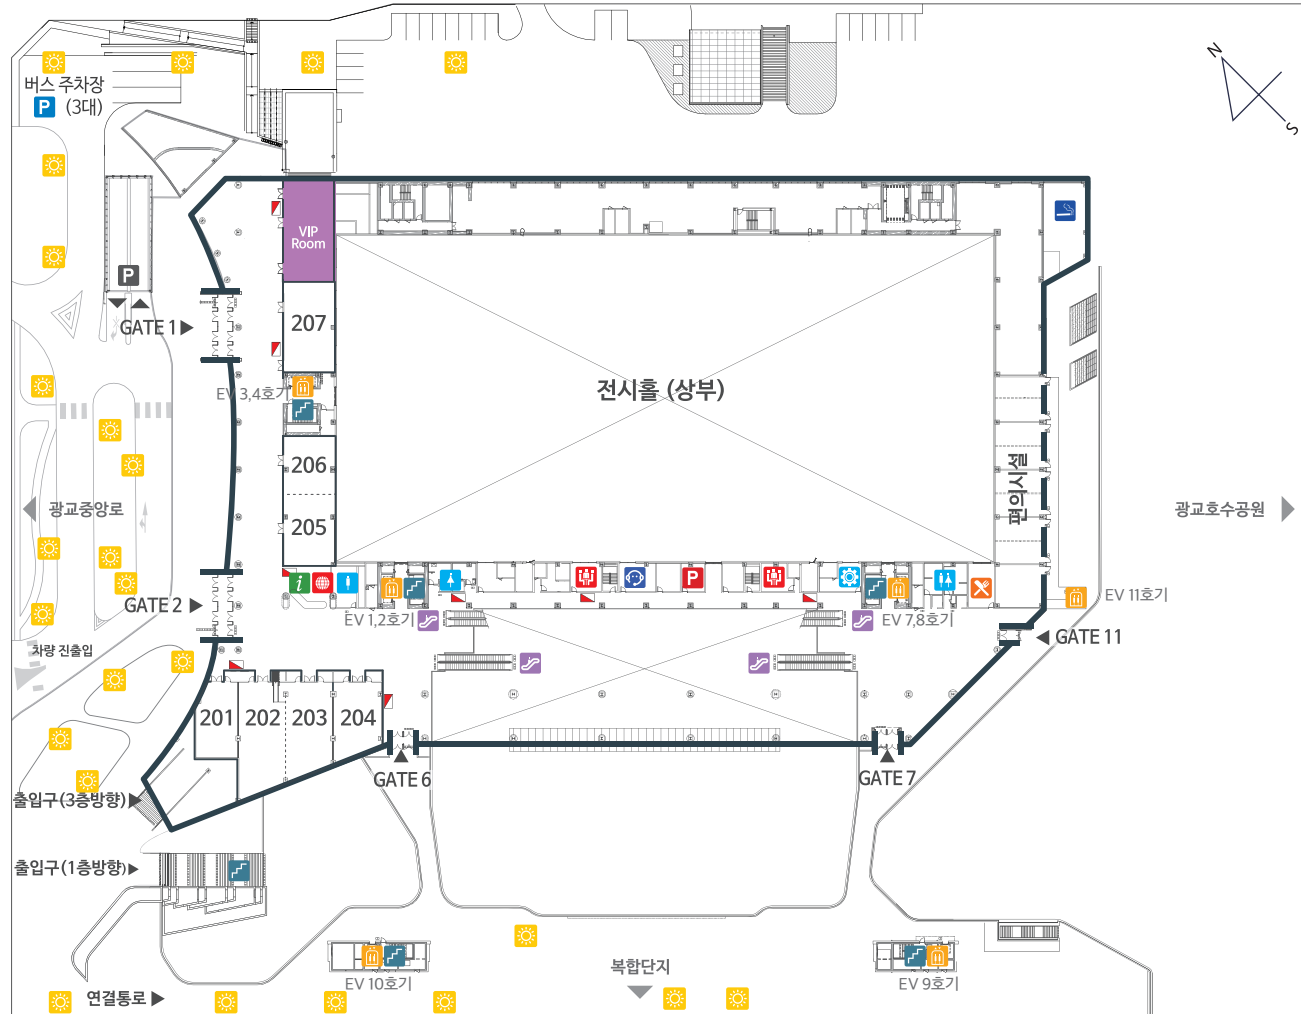 버스 주차장
P (3대)
N
S
VIP
Room
P
GATE 1
207
EV 3,4호기
전시홀 (상부)
206
205
편의시설
광교중앙로
광교호수공원
i
P
GATE 2
EV 1,2호기
EV 7,8호기
EV 11호기
GATE 11
차량 진출입
201
202
203
204
GATE 6
GATE 7
출입구(3층방향)
출입구(1층방향)
EV 10호기
복합단지
EV 9호기
연결통로